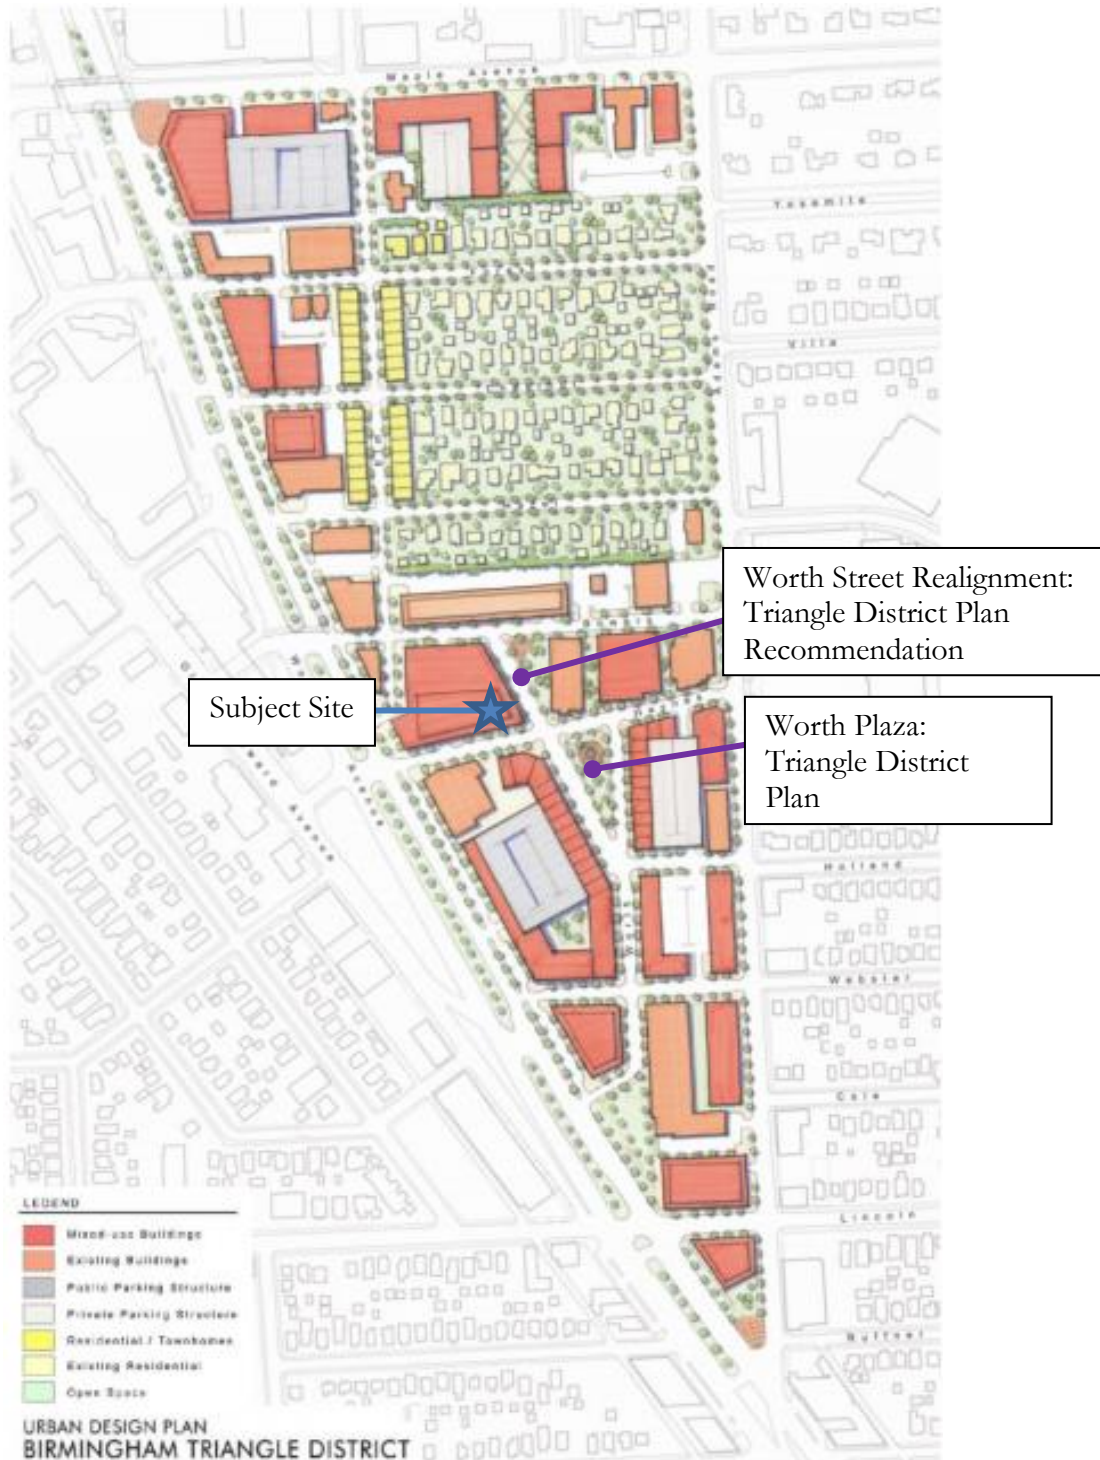 Maple Avenue
Yosemite
Villa
Worth Street Realignment:
Triangle District Plan
Recommendation
Subject Site
Worth Plaza:
Triangle District
Plan
Avenue
Holland
Webster
Cole
Lincoln
Ruffner
LEGEND
Mixed-use Buildings
Existing Buildings
Public Parking Structure
Private Parking Structure
Residential / Townhomes
Existing Residential
Open Space
URBAN DESIGN PLAN
BIRMINGHAM TRIANGLE DISTRICT